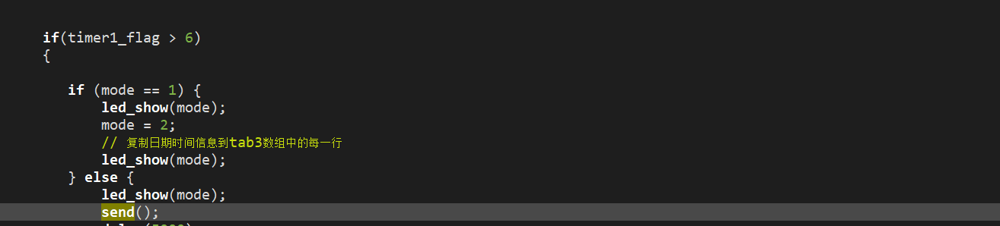 if(timer1_flag > 6)
{
if (mode == 1) {
led_show(mode);
mode = 2;
// 复制日期时间信息到tab3数组中的每一行
led_show(mode);
} else {
led_show(mode);
send();